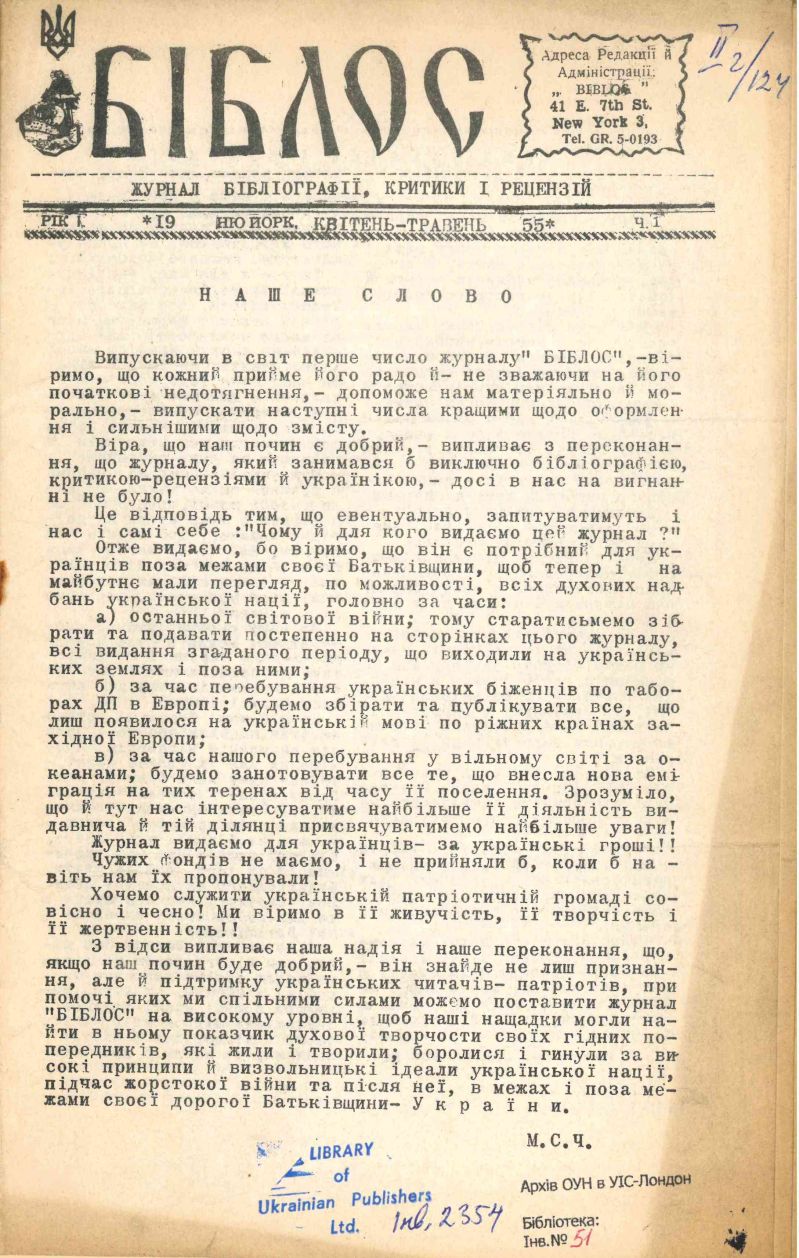 БІБЛОС
Адреса Редакції й
Адміністрації:
„ BIBLOS "
41 E. 7th St.
New York 3,
Tel. GR. 5-0193
II 2/124
ЖУРНАЛ БІБЛІОГРАФІЇ, КРИТИКИ І РЕЦЕНЗІЙ
РІК І. *19 НЮ ЙОРК, КВІТЕНЬ-ТРАВЕНЬ 55* Ч.1
Н А Ш Е С Л О В О
Випускаючи в світ перше число журналу" БІБЛОС",-ві-
римо, що кожний прийме його радо й- не зважаючи на його
початкові недотягнення,- допоможе нам матеріяльно й мо-
рально,- випускати наступні числа кращими щодо оформлен-
ня і сильнішими щодо змісту.
Віра, що наш почин є добрий,- випливає з переконан-
ня, що журналу, який занимався б виключно бібліографією,
критикою-рецензіями й українікою,- досі в нас на вигнан-
ні не було!
Це відповідь тим, що евентуально, запитуватимуть і
нас і самі себе :"Чому й для кого видаємо цей журнал ?"
Отже видаємо, бо віримо, що він є потрібний для ук-
раїнців поза межами своєї Батьківщини, щоб тепер і на
майбутнє мали перегляд, по можливості, всіх духових над-
бань української нації, головно за часи:
а) останньої світової війни; тому старатисьмемо зіб-
рати та подавати постепенно на сторінках цього журналу,
всі видання згаданого періоду, що виходили на українсь-
ких землях і поза ними;
б) за час перебування українських біженців по табо-
рах ДП в Европі; будемо збірати та публікувати все, що
лиш появилося на українській мові по ріжних країнах за-
хідної Европи;
в) за час нашого перебування у вільному світі за о-
кеанами; будемо занотовувати все те, що внесла нова емі-
грація на тих теренах від часу її поселення. Зрозуміло,
що й тут нас інтересуватиме найбільше її діяльність ви-
давнича й тій ділянці присвячуватимемо найбільше уваги!
Журнал видаємо для українців- за українські гроші!!
Чужих фондів не маємо, і не прийняли б, коли б на -
віть нам їх пропонували!
Хочемо служити українській патріотичній громаді со-
вісно і чесно! Ми віримо в її живучість, її творчість і
її жертвенність!!
З відси випливає наша надія і наше переконання, що,
якщо наш почин буде добрий,- він знайде не лиш признан-
ня, але й підтримку українських читачів- патріотів, при
помочі яких ми спільними силами можемо поставити журнал
"БІБЛОС" на високому уровні, щоб наші нащадки могли на-
йти в ньому показчик духової творчости своїх гідних по-
передників, які жили і творили; боролися і гинули за ви-
сокі принципи й визвольницькі ідеали української нації,
підчас жорстокої війни та після неї, в межах і поза ме-
жами своєї дорогої Батьківщини- У к р а ї н и.
М.С.Ч.
LIBRARY
of
Ukrainian Publishers
Ltd.
Інв. 2354
Архів ОУН в УІС-Лондон
Бібліотека:
Інв.№ 51